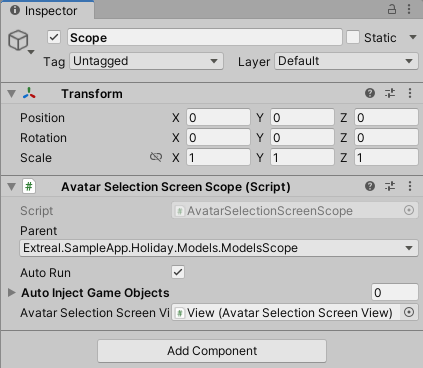 Inspector
Scope
Static
Tag Untagged Layer Default
Transform
Position X 0 Y 0 Z 0
Rotation X 0 Y 0 Z 0
Scale X 1 Y 1 Z 1
# Avatar Selection Screen Scope (Script)
Script # AvatarSelectionScreenScope
Parent
Extreal.SampleApp.Holiday.Models.ModelsScope
Auto Run
Auto Inject Game Objects 0
Avatar Selection Screen Vi # View (Avatar Selection Screen View)
Add Component